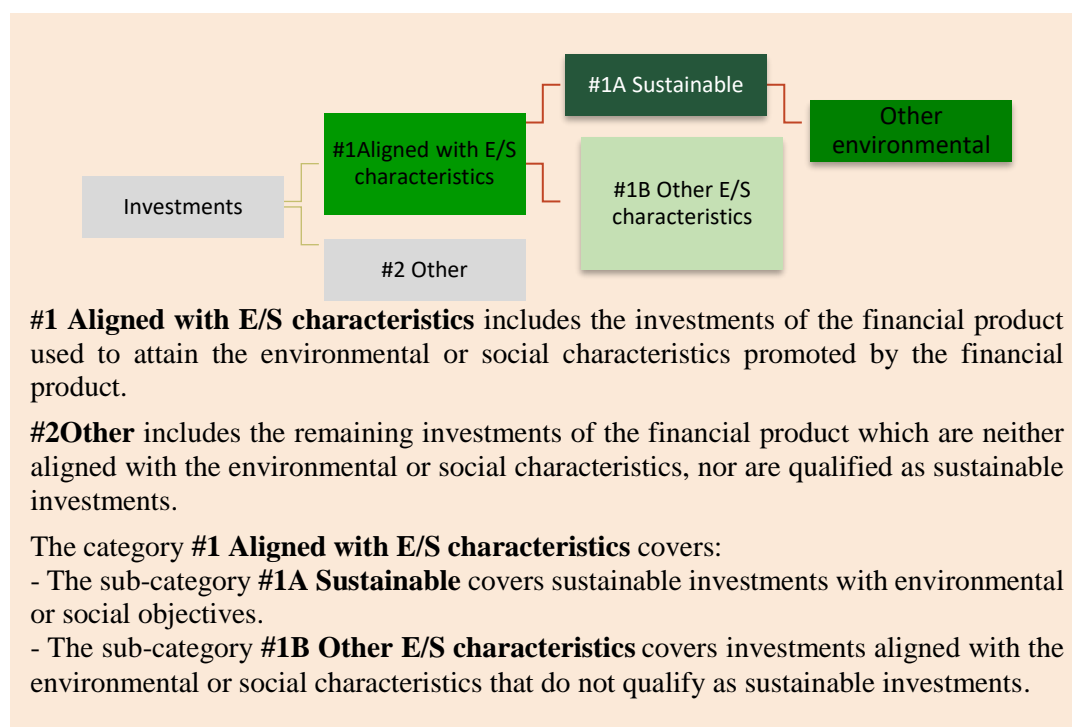 #1A Sustainable
Other
environmental
#1Aligned with E/S
characteristics
#1B Other E/S
characteristics
Investments
#2 Other
#1 Aligned with E/S characteristics includes the investments of the financial product
used to attain the environmental or social characteristics promoted by the financial
product.
#2Other includes the remaining investments of the financial product which are neither
aligned with the environmental or social characteristics, nor are qualified as sustainable
investments.
The category #1 Aligned with E/S characteristics covers:
- The sub-category #1A Sustainable covers sustainable investments with environmental
or social objectives.
- The sub-category #1B Other E/S characteristics covers investments aligned with the
environmental or social characteristics that do not qualify as sustainable investments.